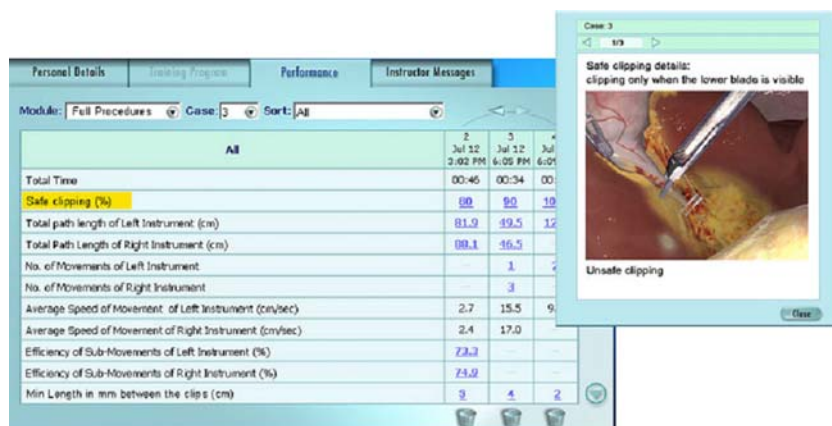 Personal Details
Training Program
Performance
Instructor Messages
Module: Full Procedures Case: 3 Sort: All
All
2
Jul 12
3:02 PM
3
Jul 12
6:05 PM
Total Time 00:46 00:34 00:
Safe clipping (%) 80 90 10
Total path length of Left Instrument (cm) 81.9 49.5 12
Total Path Length of Right Instrument (cm) 88.1 46.5
No. of Movements of Left Instrument -- 1
No. of Movements of Right Instrument -- 3
Average Speed of Movement of Left Instrument (cm/sec) 2.7 15.5 9.
Average Speed of Movement of Right Instrument (cm/sec) 2.4 17.0
Efficiency of Sub-Movements of Left Instrument (%) 73.3 --
Efficiency of Sub-Movements of Right Instrument (%) 74.9 --
Min Length in mm between the clips (cm) 5 4 2
Case: 3
1/3
Safe clipping details:
clipping only when the lower blade is visible
Unsafe clipping
Close